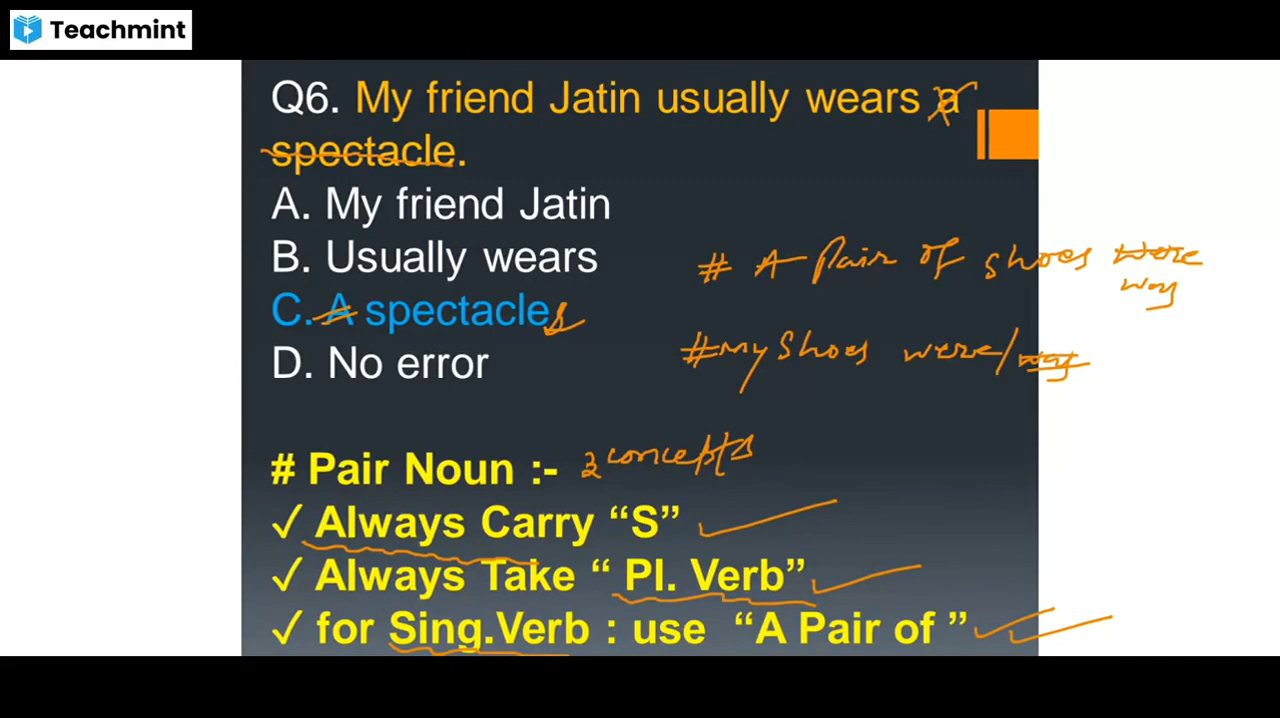 Teachmint
Q6. My friend Jatin usually wears a
spectacle.
A. My friend Jatin
B. Usually wears
C. A spectacles
D. No error
# A Pair of shoes were
was
# my shoes were/was
# Pair Noun :- 3 concepts
✓ Always Carry “S”
✓ Always Take “ Pl. Verb”
✓ for Sing.Verb : use “A Pair of ”